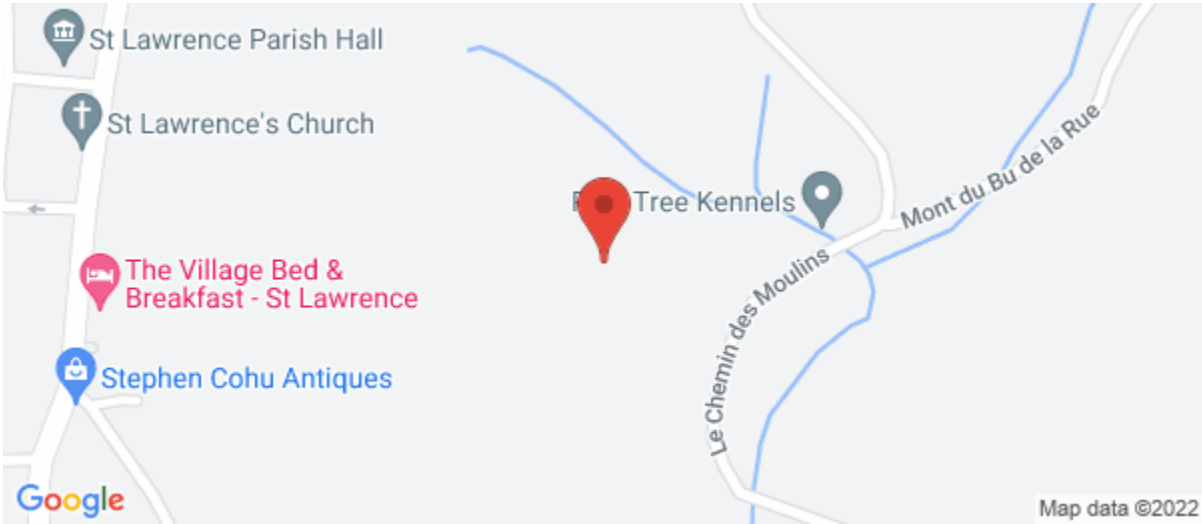 St Lawrence Parish Hall
St Lawrence's Church
Tree Kennels
Mont du Bu de la Rue
The Village Bed &
Breakfast - St Lawrence
Le Chemin des Moulins
Stephen Cohu Antiques
Google
Map data ©2022